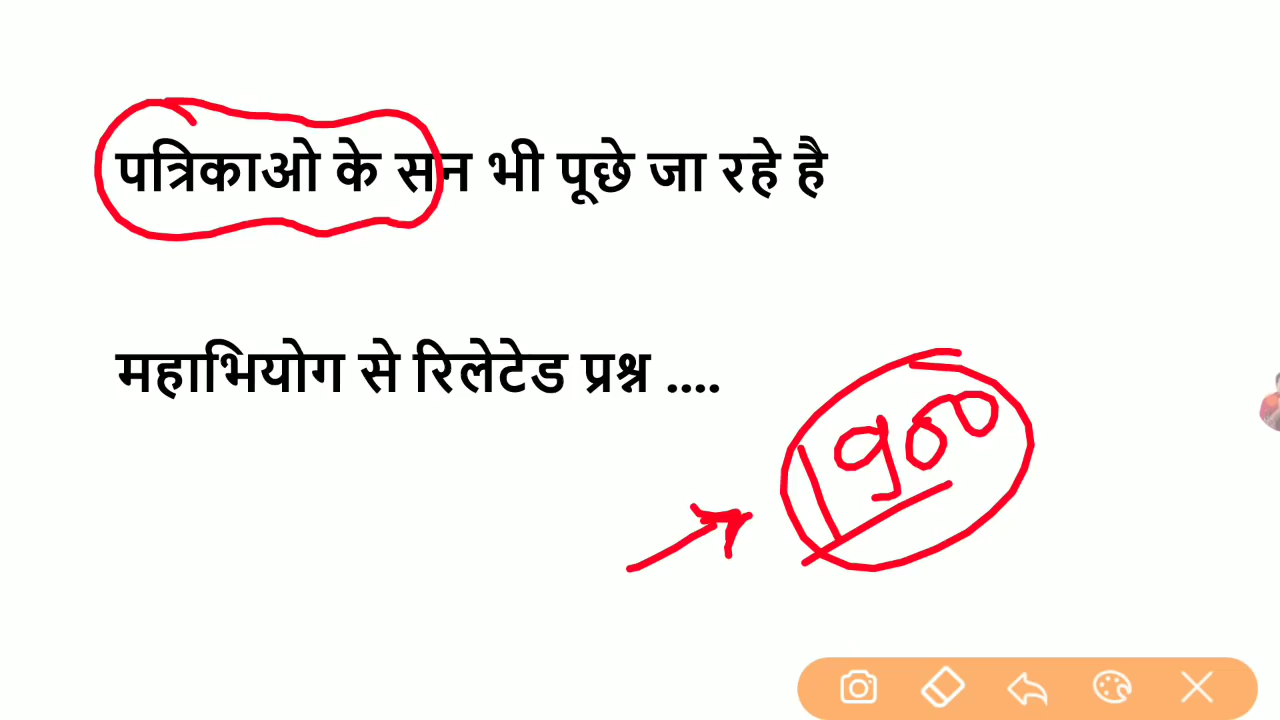 पत्रिकाओ के सन भी पूछे जा रहे है
महाभियोग से रिलेटेड प्रश्न ....
1900